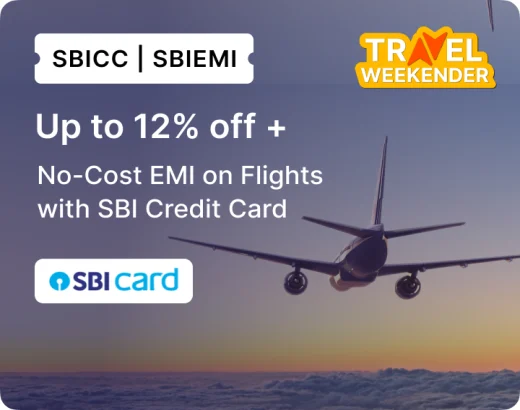 SBICC | SBIEMI
TRAVEL
WEEKENDER
Up to 12% off +
No-Cost EMI on Flights
with SBI Credit Card
SBI card